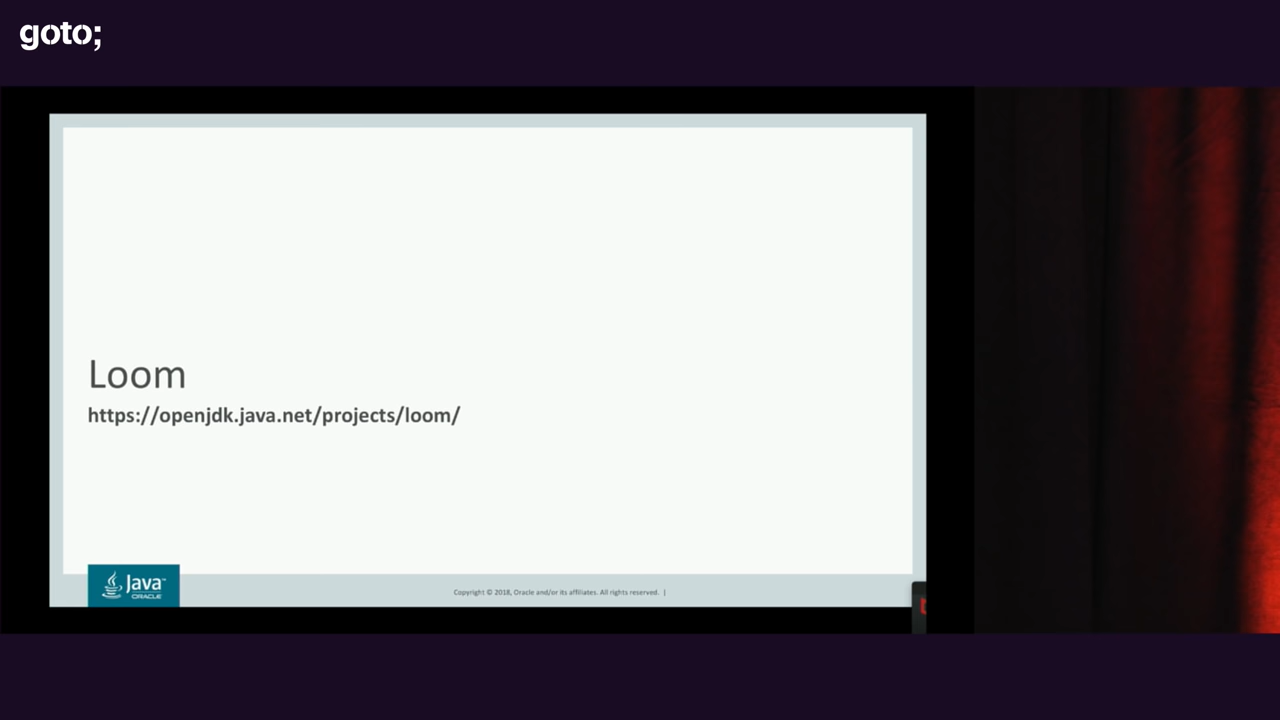 goto;
Loom
https://openjdk.java.net/projects/loom/
Java™
ORACLE
Copyright © 2018, Oracle and/or its affiliates. All rights reserved. |